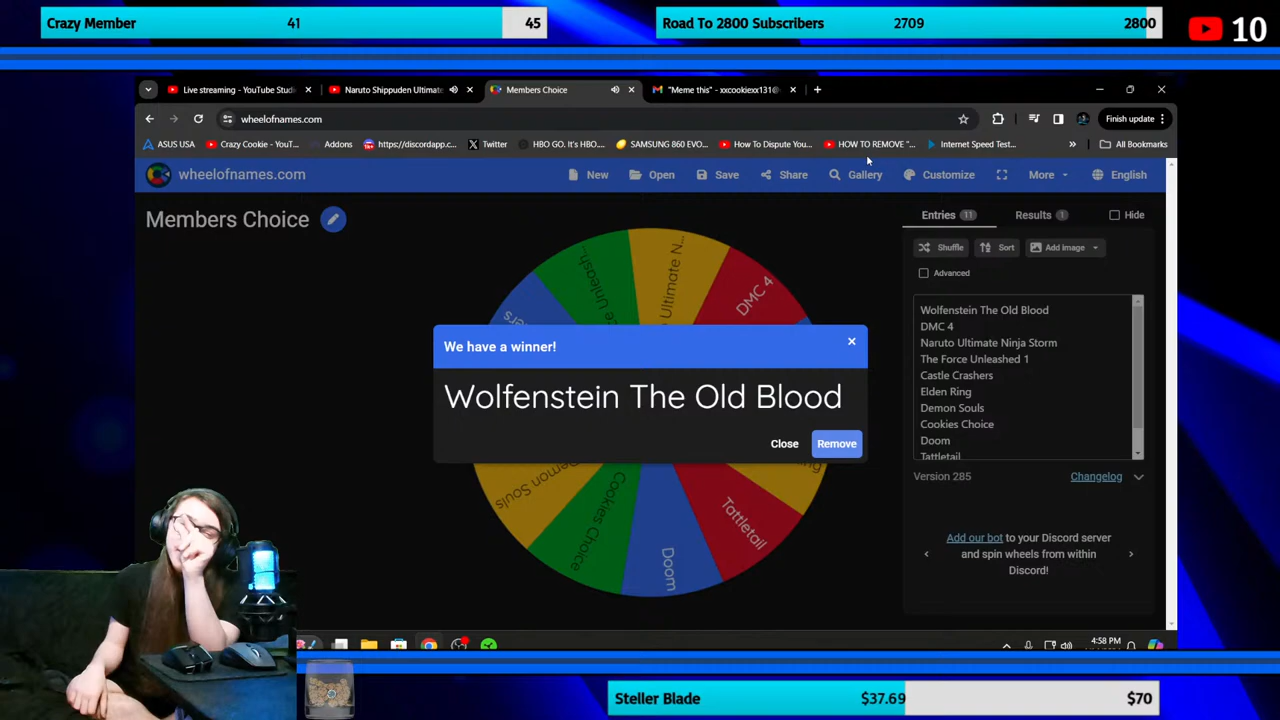 Crazy Member 41 45
Road To 2800 Subscribers 2709 2800
10
Live streaming - YouTube Studi
Naruto Shippuden Ultimate
Members Choice
"Meme this" - xxcookiexx131@
wheelofnames.com
Finish update
ASUS USA
Crazy Cookie - YouT...
Addons
https://discordapp....
Twitter
HBO GO. It's HBO....
SAMSUNG 860 EVO...
How To Dispute You...
HOW TO REMOVE "...
Internet Speed Test...
All Bookmarks
wheelofnames.com
New
Open
Save
Share
Gallery
Customize
More
English
Members Choice
Entries 11
Results 1
Hide
Shuffle
Sort
Add image
Advanced
Wolfenstein The Old Blood
DMC 4
Naruto Ultimate Ninja Storm
The Force Unleashed 1
Castle Crashers
Elden Ring
Demon Souls
Cookies Choice
Doom
Tattletail
Version 285
Changelog
Add our bot to your Discord server
and spin wheels from within
Discord!
Ultimate N...
DMC 4
We have a winner!
Wolfenstein The Old Blood
Close
Remove
Demon Souls
Cookies Choice
Doom
Tattletail
4:58 PM
Steller Blade $37.69 $70